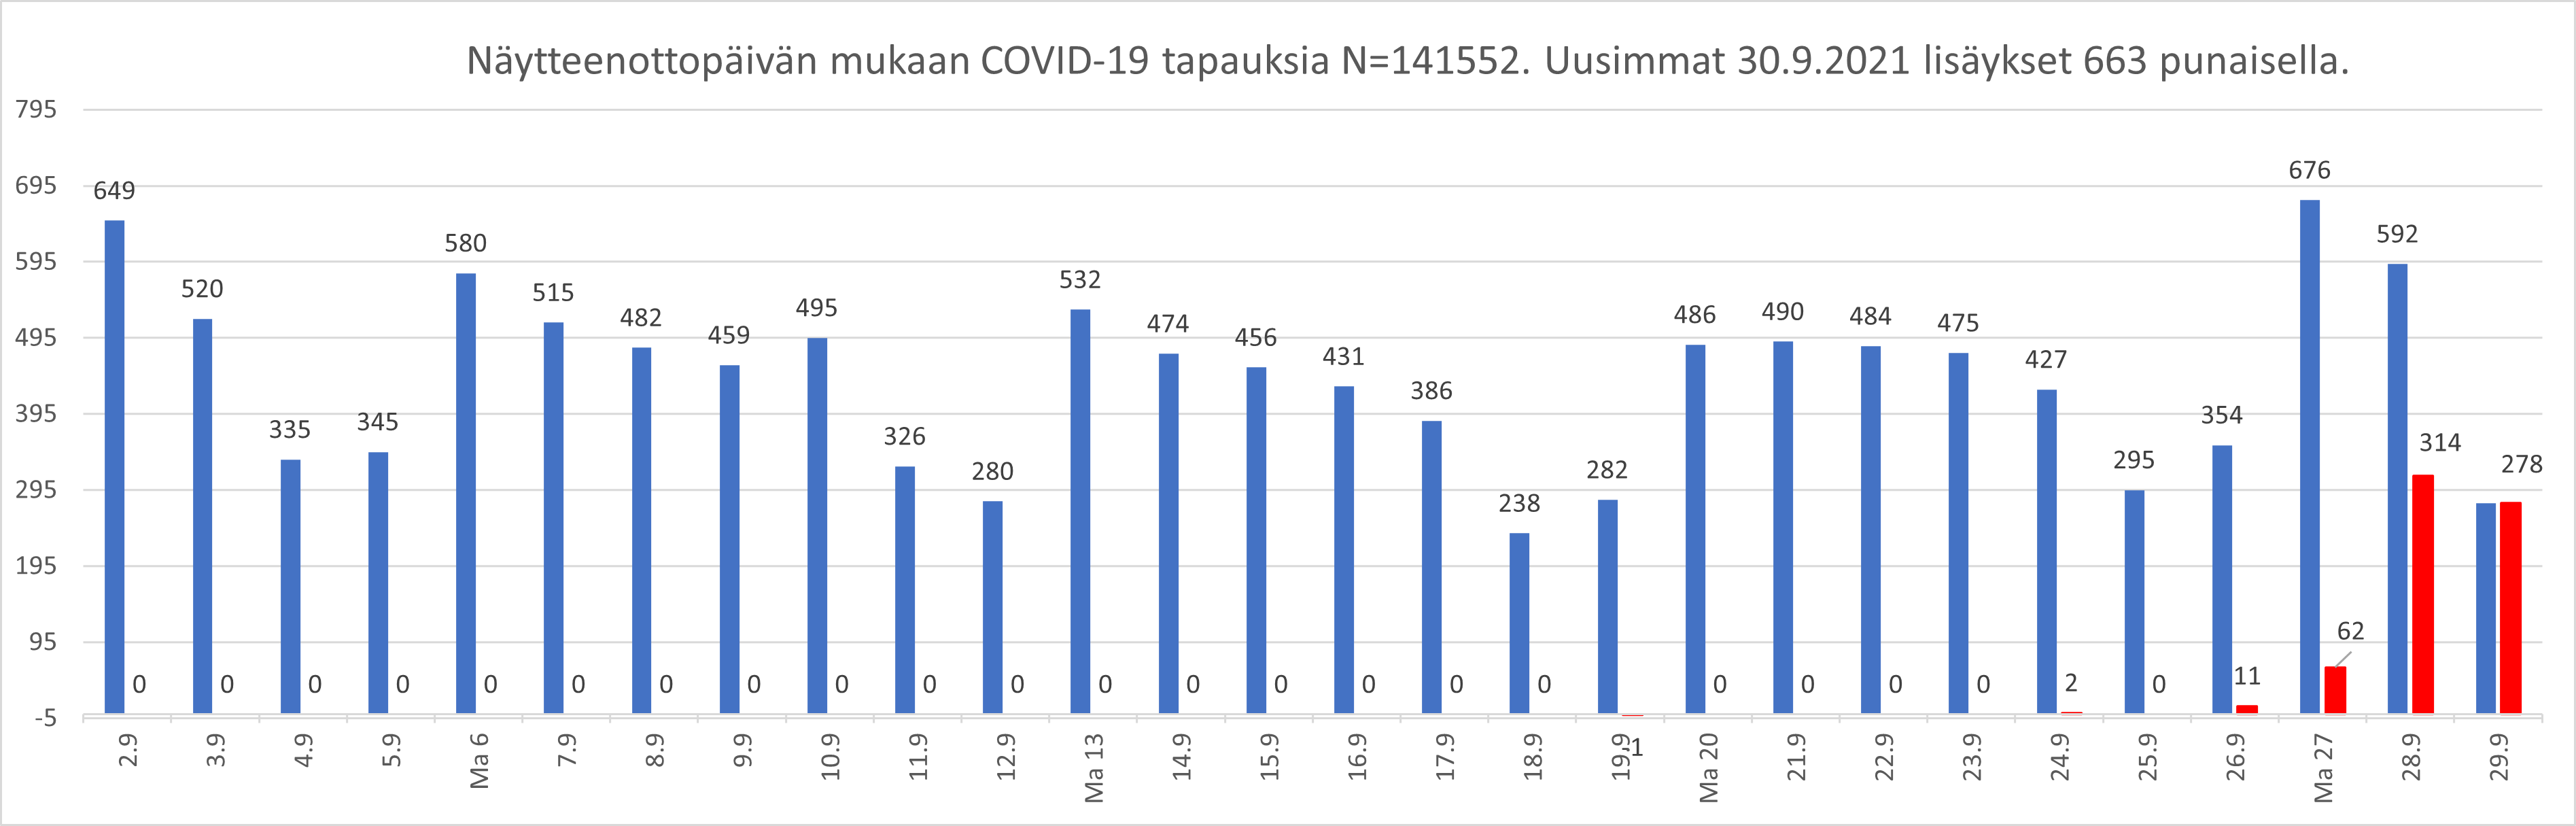 Näytteenottopäivän mukaan COVID-19 tapauksia N=141552. Uusimmat 30.9.2021 lisäykset 663 punaisella.
795
695
595
495
395
295
195
95
-5
649 520 335 345 580 515 482 459 495 326 280 532 474 456 431 386 238 282 486 490 484 475 427 295 354 676 592 278
0 0 0 0 0 0 0 0 0 0 0 0 0 0 0 0 0 -1 0 0 0 0 2 0 11 62 314
2.9 3.9 4.9 5.9 Ma 6 7.9 8.9 9.9 10.9 11.9 12.9 Ma 13 14.9 15.9 16.9 17.9 18.9 19.9 Ma 20 21.9 22.9 23.9 24.9 25.9 26.9 Ma 27 28.9 29.9